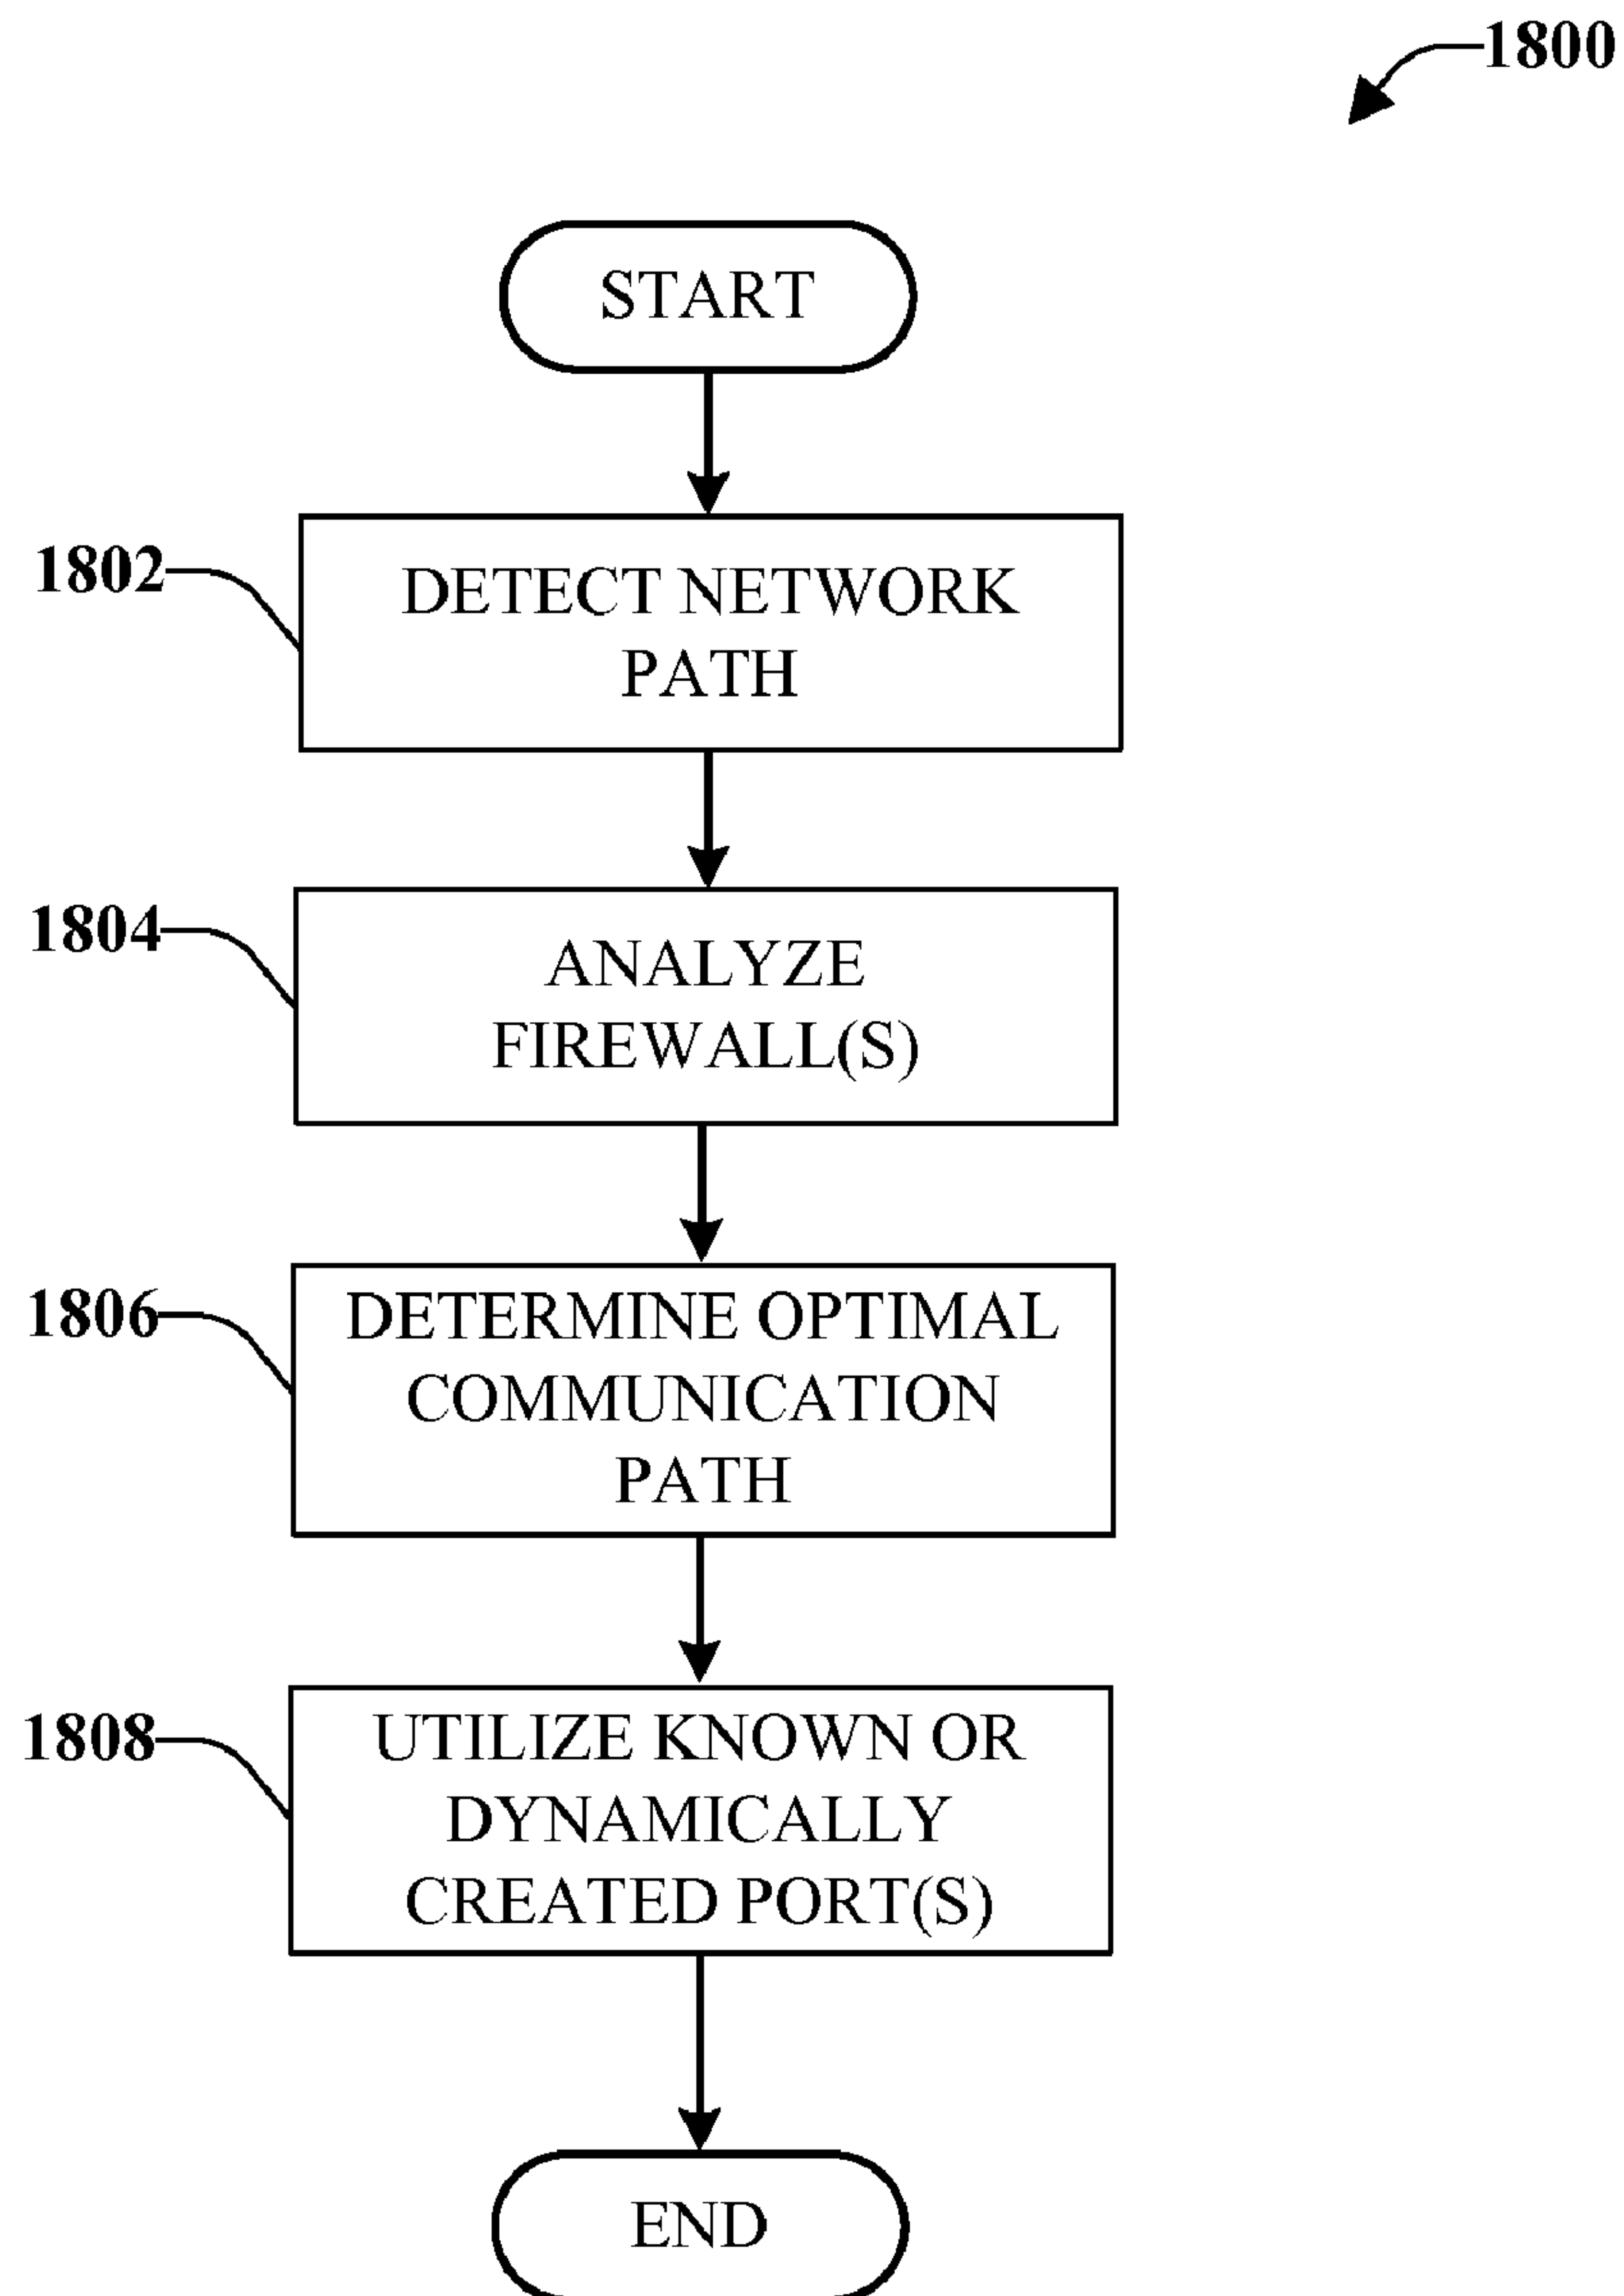 1800
START
1802
DETECT NETWORK
PATH
1804
ANALYZE
FIREWALL(S)
1806
DETERMINE OPTIMAL
COMMUNICATION
PATH
1808
UTILIZE KNOWN OR
DYNAMICALLY
CREATED PORT(S)
END